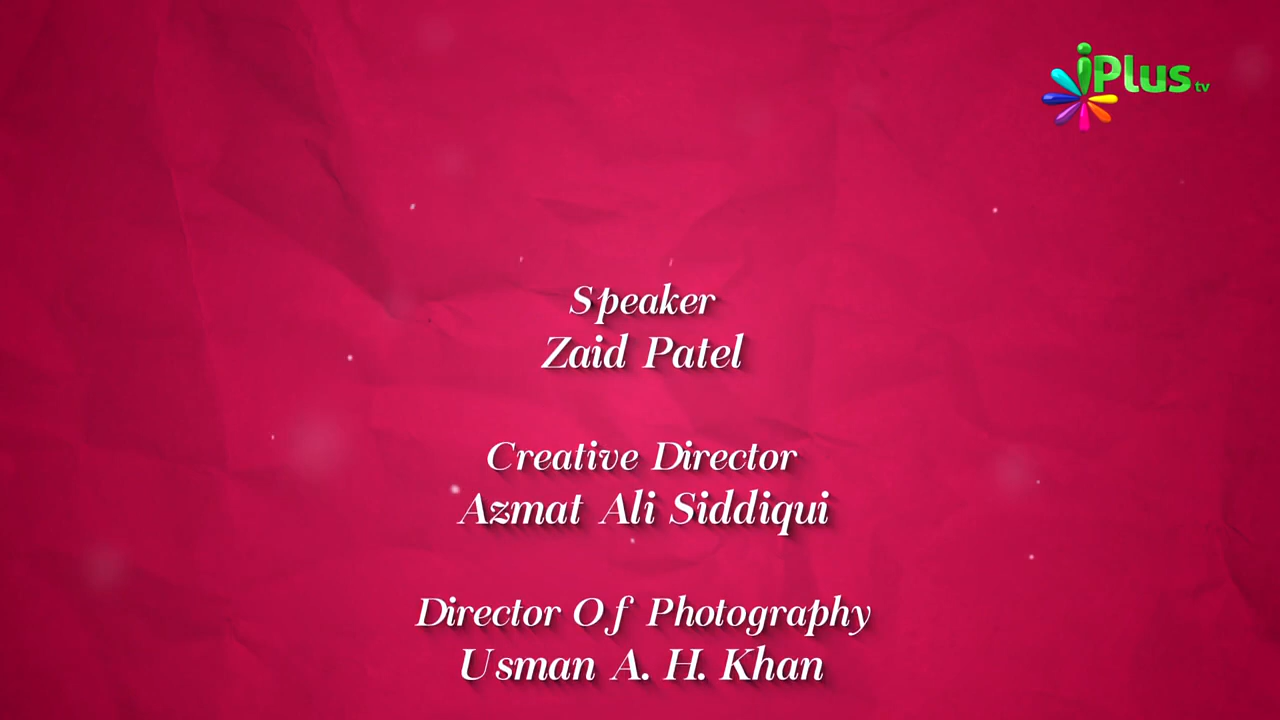 iPlus tv
Speaker
Zaid Patel
Creative Director
Azmat Ali Siddiqui
Director Of Photography
Usman A. H. Khan